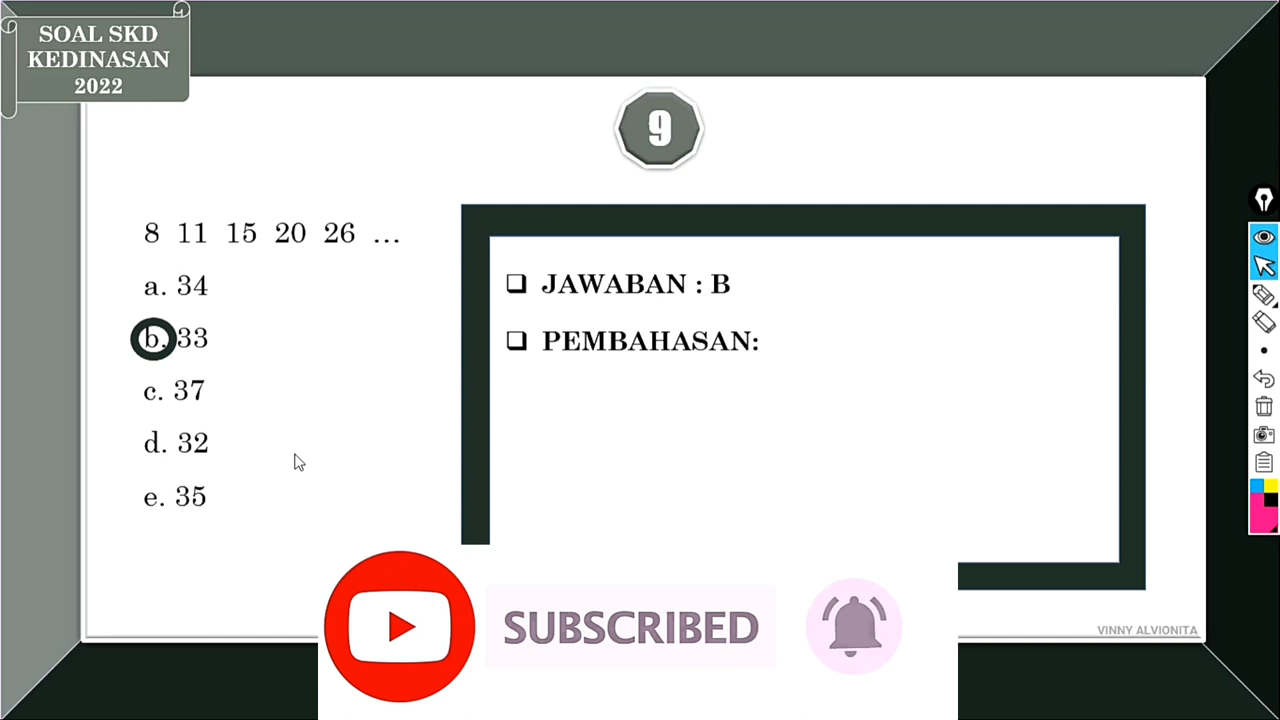 SOAL SKD
KEDINASAN
2022
9
8 11 15 20 26 ...
a. 34
b. 33
c. 37
d. 32
e. 35
❑ JAWABAN : B
❑ PEMBAHASAN:
SUBSCRIBED
VINNY ALVIONITA